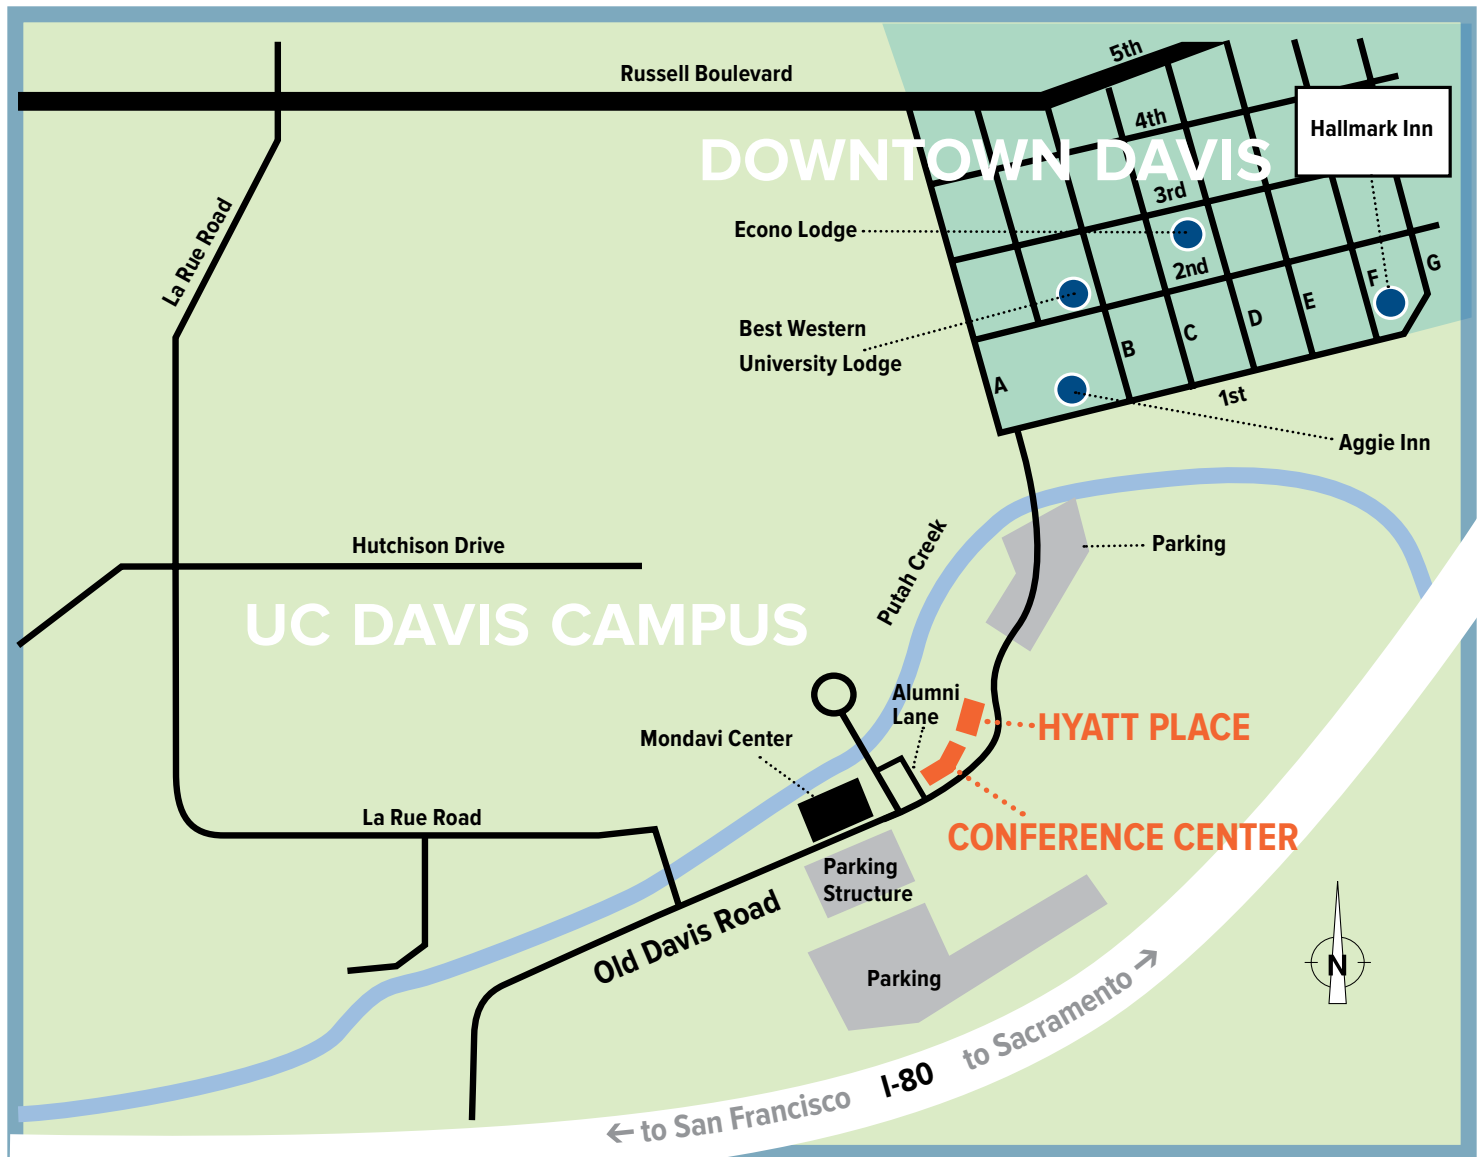 5th
Russell Boulevard
4th
Hallmark Inn
DOWNTOWN DAVIS
3rd
La Rue Road
Econo Lodge
2nd
G
F
E
D
C
B
A
Best Western
University Lodge
1st
Aggie Inn
Hutchison Drive
Putah Creek
Parking
UC DAVIS CAMPUS
Alumni
Lane
HYATT PLACE
Mondavi Center
La Rue Road
CONFERENCE CENTER
Parking
Structure
Old Davis Road
Parking
N
← to San Francisco I-80 to Sacramento →